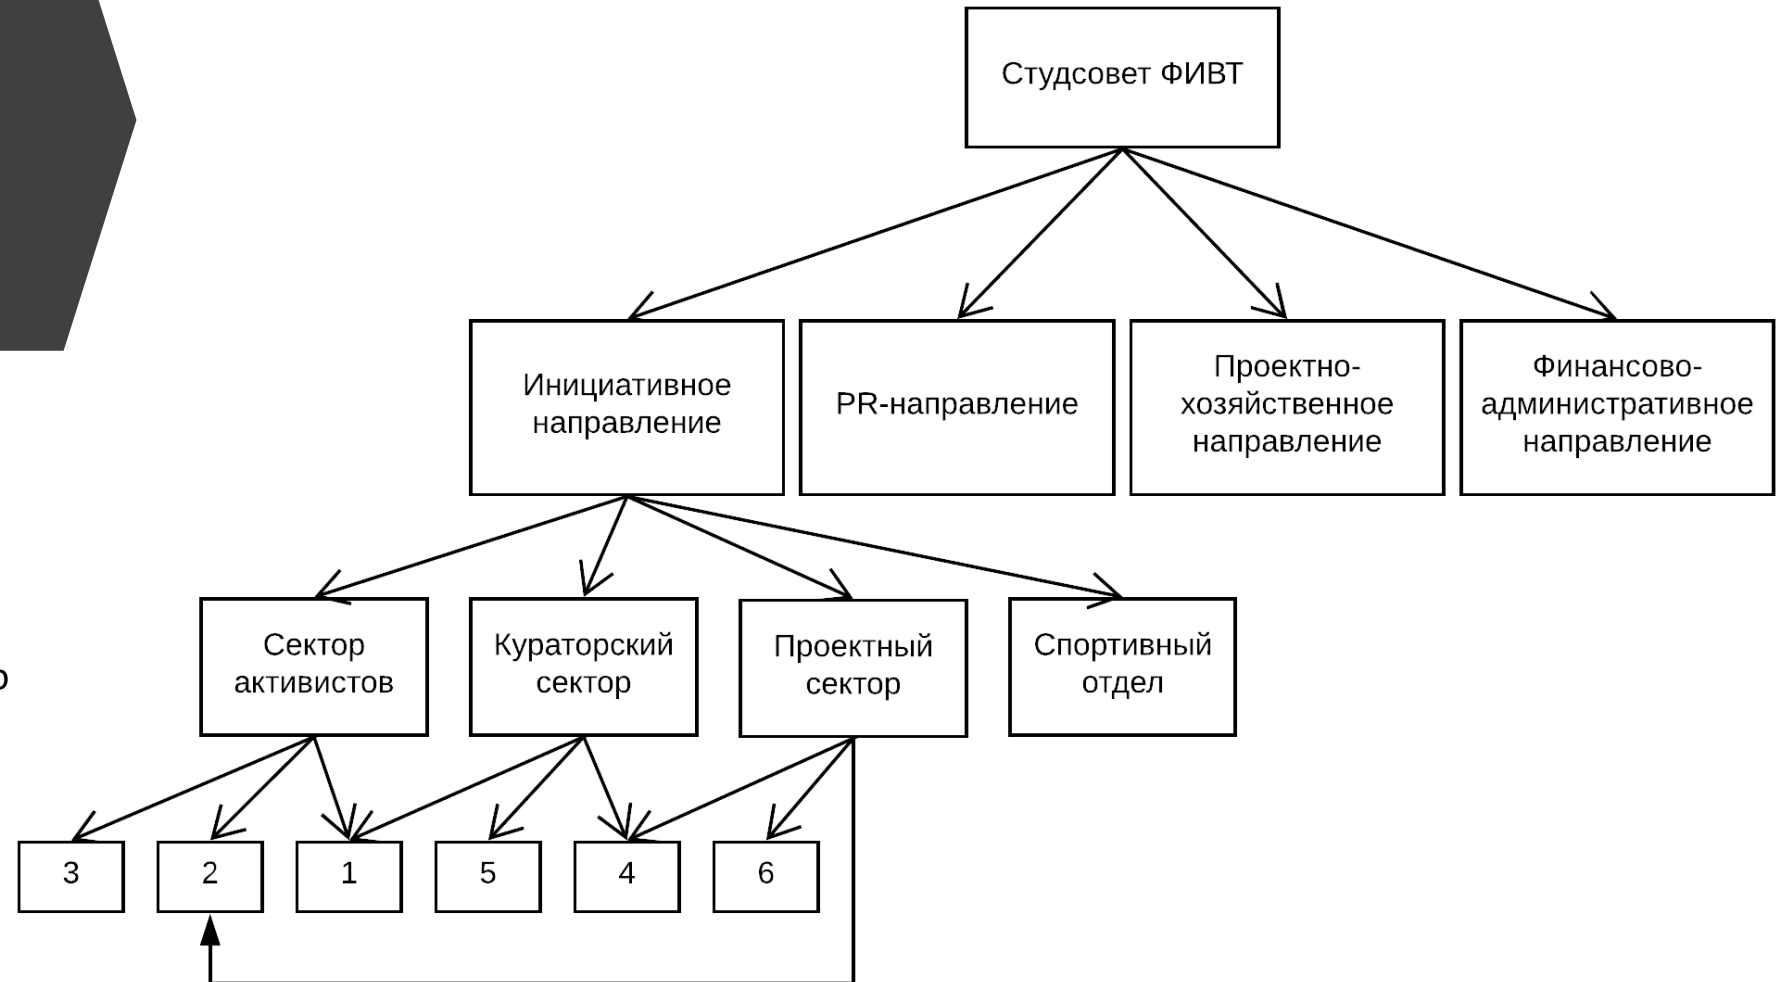 Студсовет ФИВТ
Инициативное
направление
PR-направление
Проектно-
хозяйственное
направление
Финансово-
административное
направление
Сектор
активистов
Кураторский
сектор
Проектный
сектор
Спортивный
отдел
3
2
1
5
4
6